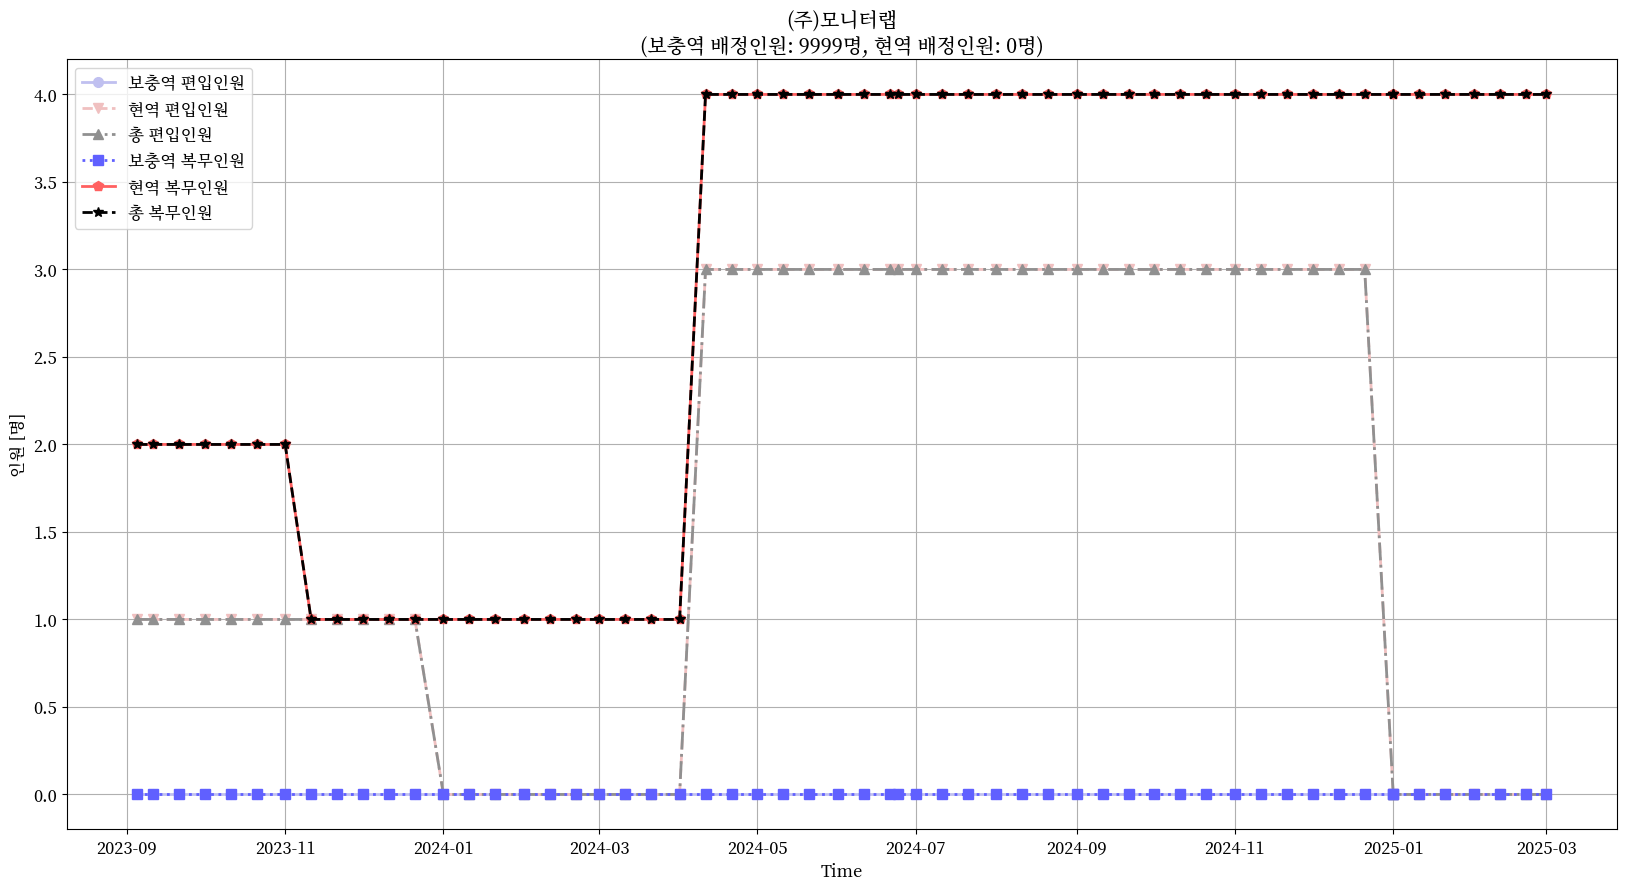 (주)모니터랩
(보충역 배정인원: 9999명, 현역 배정인원: 0명)
보충역 편입인원
현역 편입인원
총 편입인원
보충역 복무인원
현역 복무인원
총 복무인원
인원 [명]
4.0
3.5
3.0
2.5
2.0
1.5
1.0
0.5
0.0
2023-09 2023-11 2024-01 2024-03 2024-05 2024-07 2024-09 2024-11 2025-01 2025-03
Time